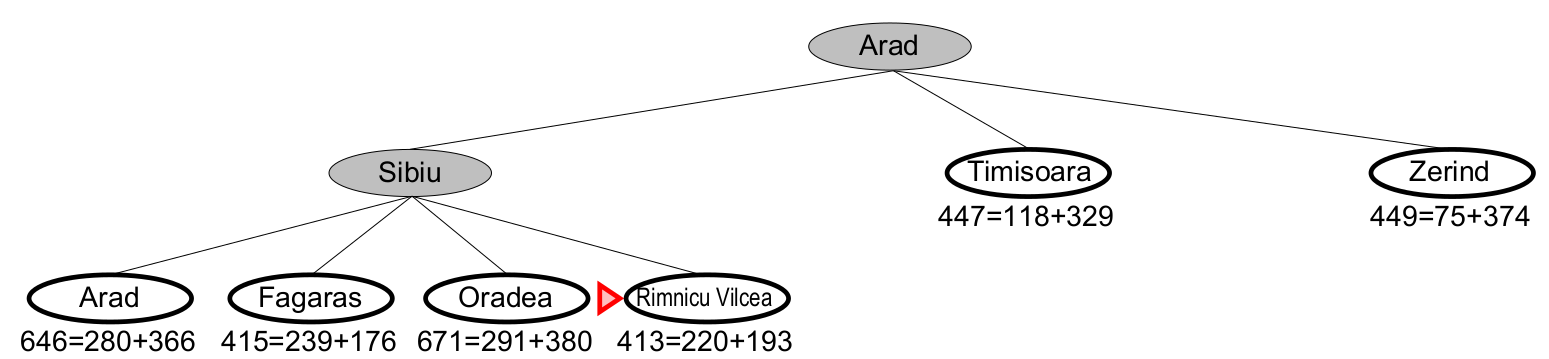 Arad
Sibiu
Timisoara
Zerind
447=118+329
449=75+374
Arad
Fagaras
Oradea
Rimnicu Vilcea
646=280+366
415=239+176
671=291+380
413=220+193